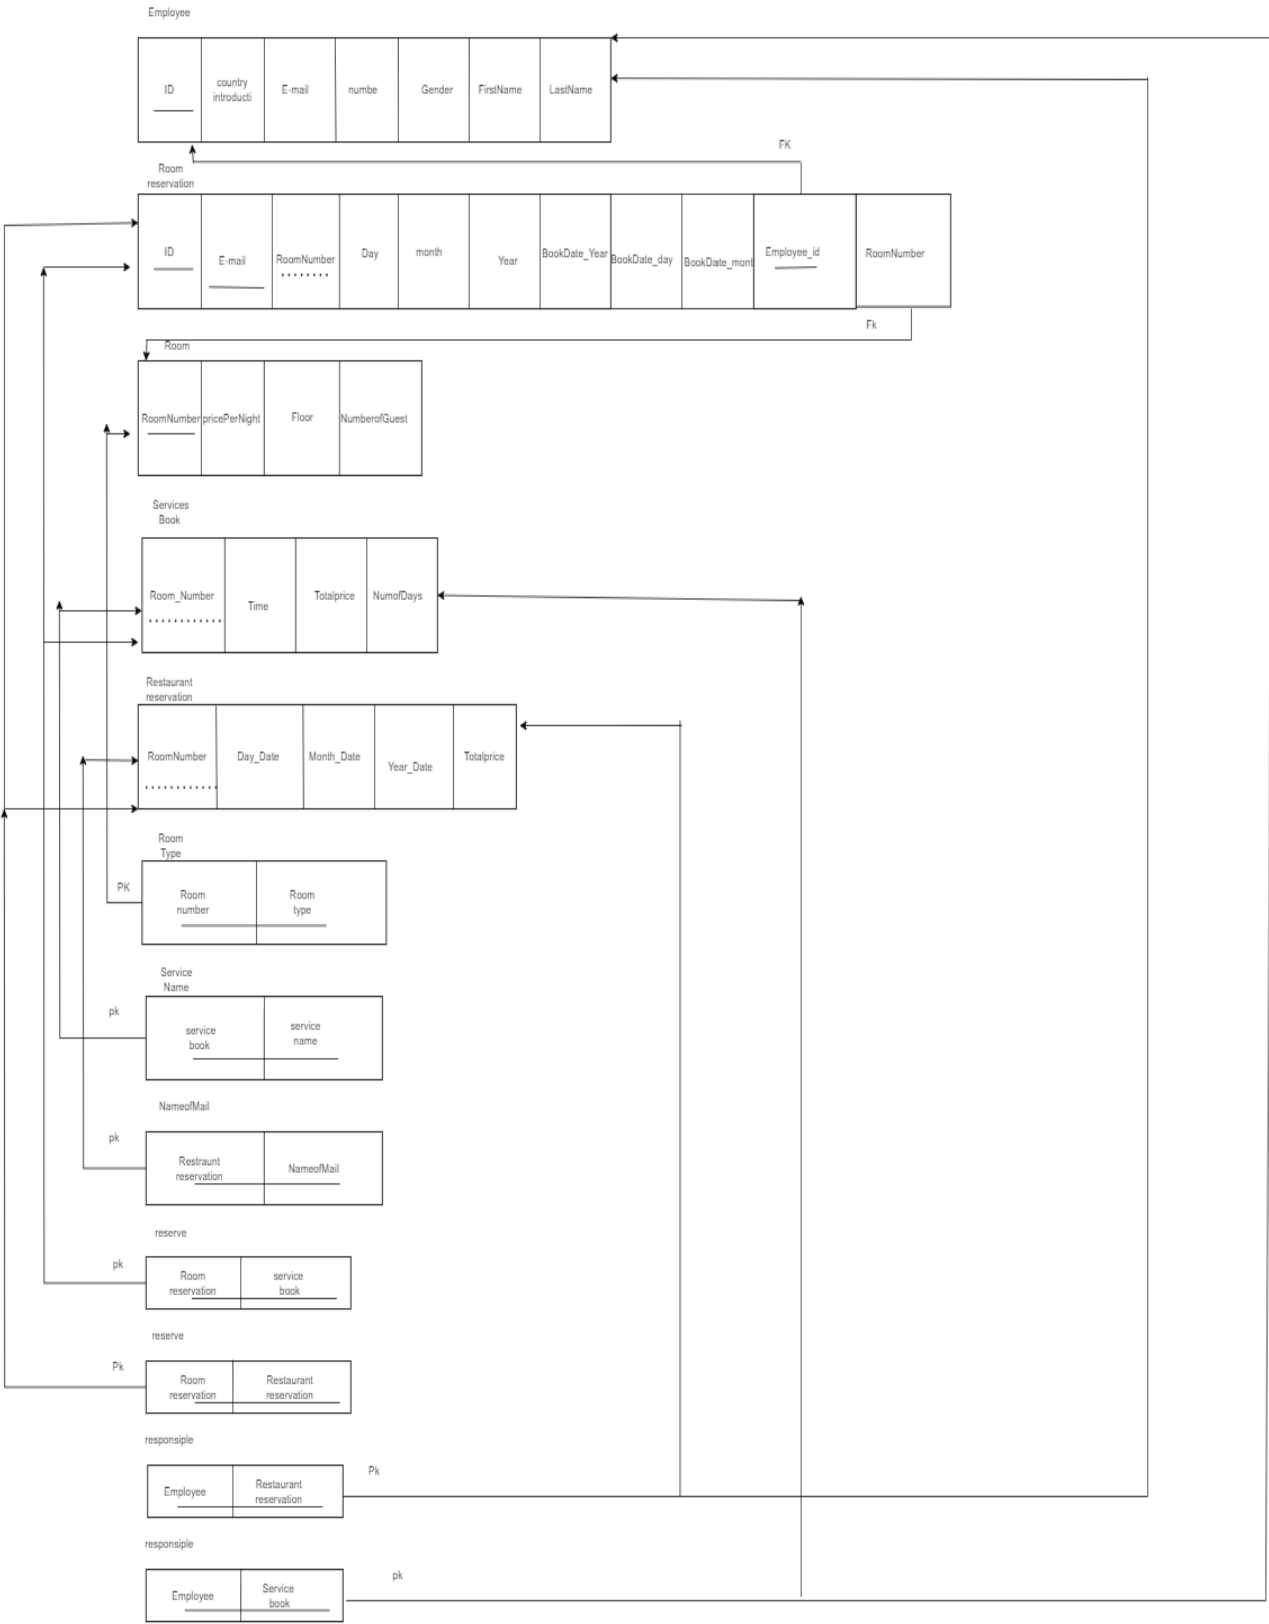 Employee
ID
country
introducti
E-mail
numbe
Gender
FirstName
LastName
FK
Room
reservation
ID
E-mail
RoomNumber
Day
month
Year
BookDate_Year
BookDate_day
BookDate_mont
Employee_id
RoomNumber
Fk
Room
RoomNumber
pricePerNight
Floor
NumberofGuest
Services
Book
Room_Number
Time
Totalprice
NumofDays
Restaurant
reservation
RoomNumber
Day_Date
Month_Date
Year_Date
Totalprice
Room
Type
PK
Room
number
Room
type
Service
Name
pk
service
book
service
name
NameofMail
pk
Restraunt
reservation
NameofMail
reserve
pk
Room
reservation
service
book
reserve
Pk
Room
reservation
Restaurant
reservation
responsiple
Employee
Restaurant
reservation
Pk
responsiple
Employee
Service
book
pk